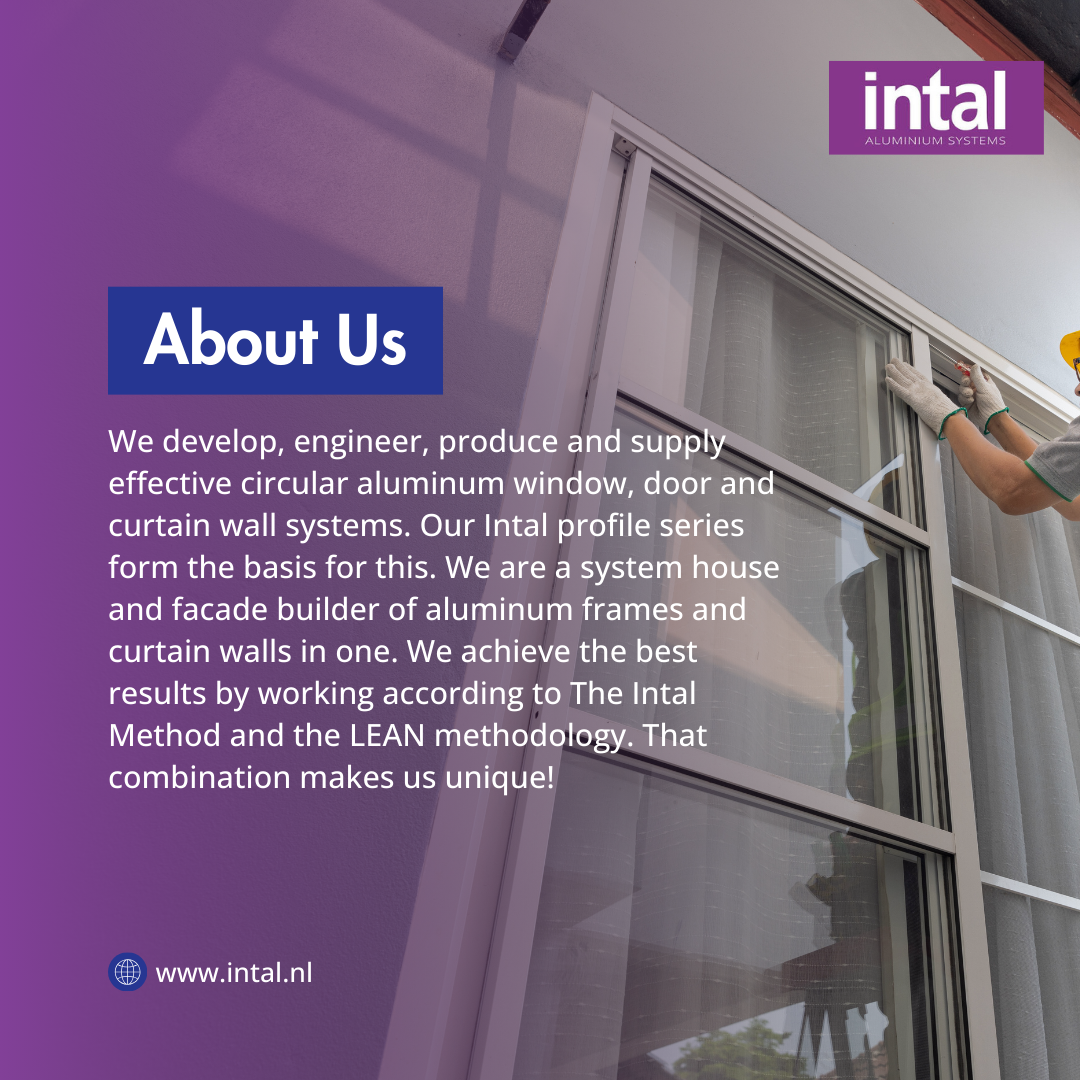 intal
ALUMINIUM SYSTEMS
About Us
We develop, engineer, produce and supply
effective circular aluminum window, door and
curtain wall systems. Our Intal profile series
form the basis for this. We are a system house
and facade builder of aluminum frames and
curtain walls in one. We achieve the best
results by working according to The Intal
Method and the LEAN methodology. That
combination makes us unique!
www.intal.nl